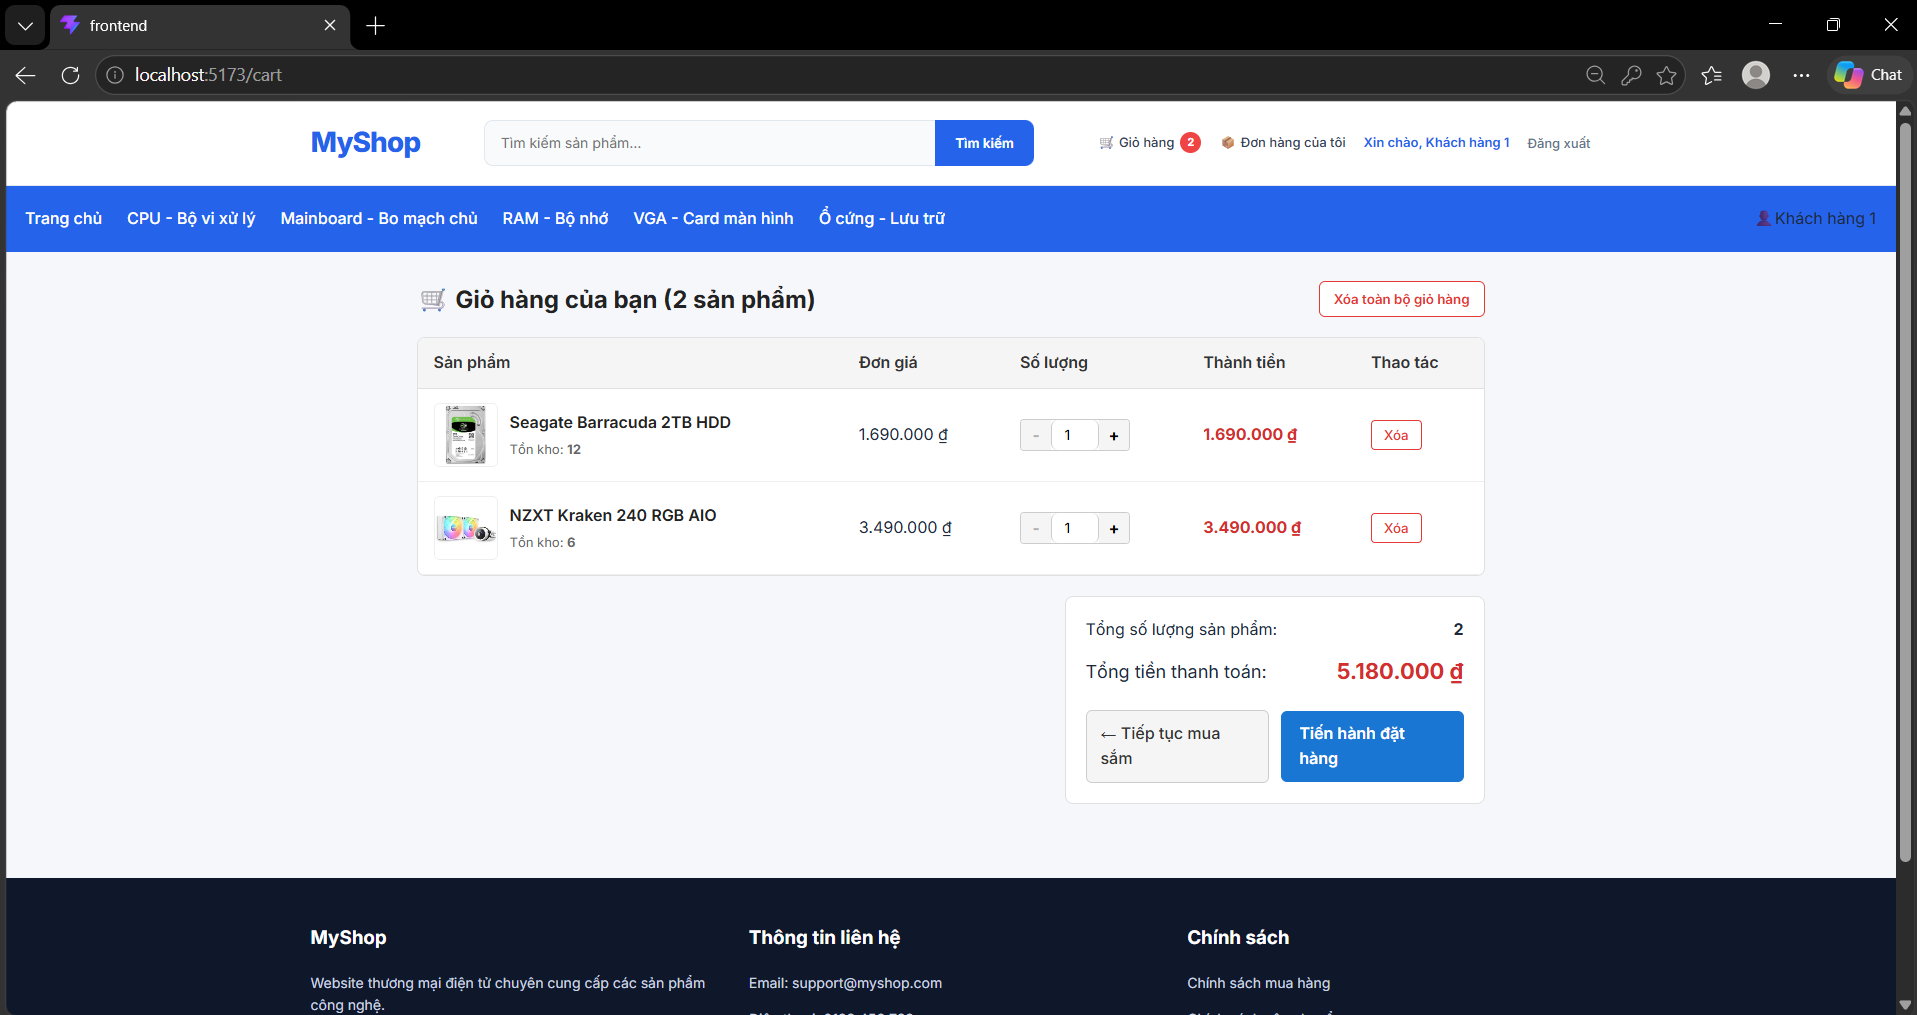 frontend
localhost:5173/cart
Chat
MyShop
Tìm kiếm sản phẩm...
Tìm kiếm
🛒 Giỏ hàng 2
📦 Đơn hàng của tôi
Xin chào, Khách hàng 1
Đăng xuất
Trang chủ
CPU - Bộ vi xử lý
Mainboard - Bo mạch chủ
RAM - Bộ nhớ
VGA - Card màn hình
Ổ cứng - Lưu trữ
👤 Khách hàng 1
🛒 Giỏ hàng của bạn (2 sản phẩm)
Xóa toàn bộ giỏ hàng
Sản phẩm Đơn giá Số lượng Thành tiền Thao tác
Seagate Barracuda 2TB HDD
Tồn kho: 12
1.690.000 ₫
- 1 +
1.690.000 ₫
Xóa
NZXT Kraken 240 RGB AIO
Tồn kho: 6
3.490.000 ₫
- 1 +
3.490.000 ₫
Xóa
Tổng số lượng sản phẩm: 2
Tổng tiền thanh toán: 5.180.000 ₫
← Tiếp tục mua
sắm
Tiến hành đặt
hàng
MyShop
Website thương mại điện tử chuyên cung cấp các sản phẩm
công nghệ.
Thông tin liên hệ
Email: support@myshop.com
Chính sách
Chính sách mua hàng